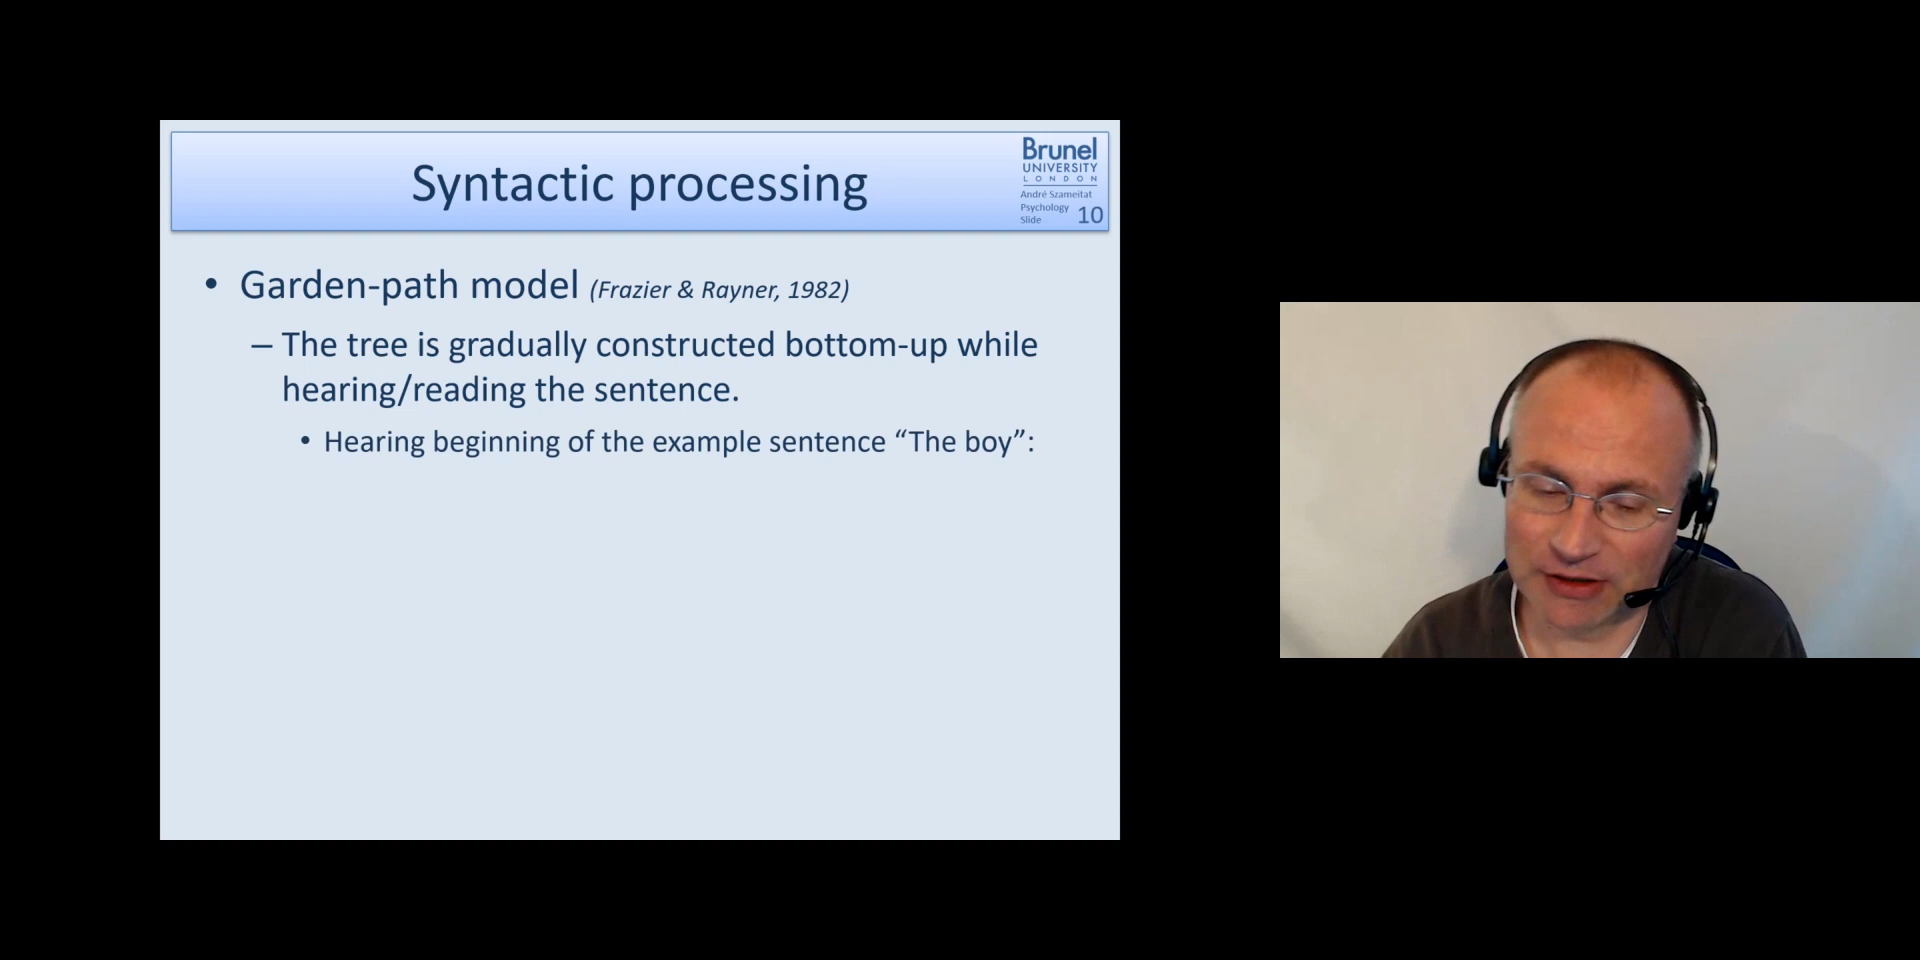 Syntactic processing
Brunel
UNIVERSITY
LONDON
André Szameitat
Psychology
Slide 10
• Garden-path model (Frazier & Rayner, 1982)
– The tree is gradually constructed bottom-up while
hearing/reading the sentence.
• Hearing beginning of the example sentence “The boy”: